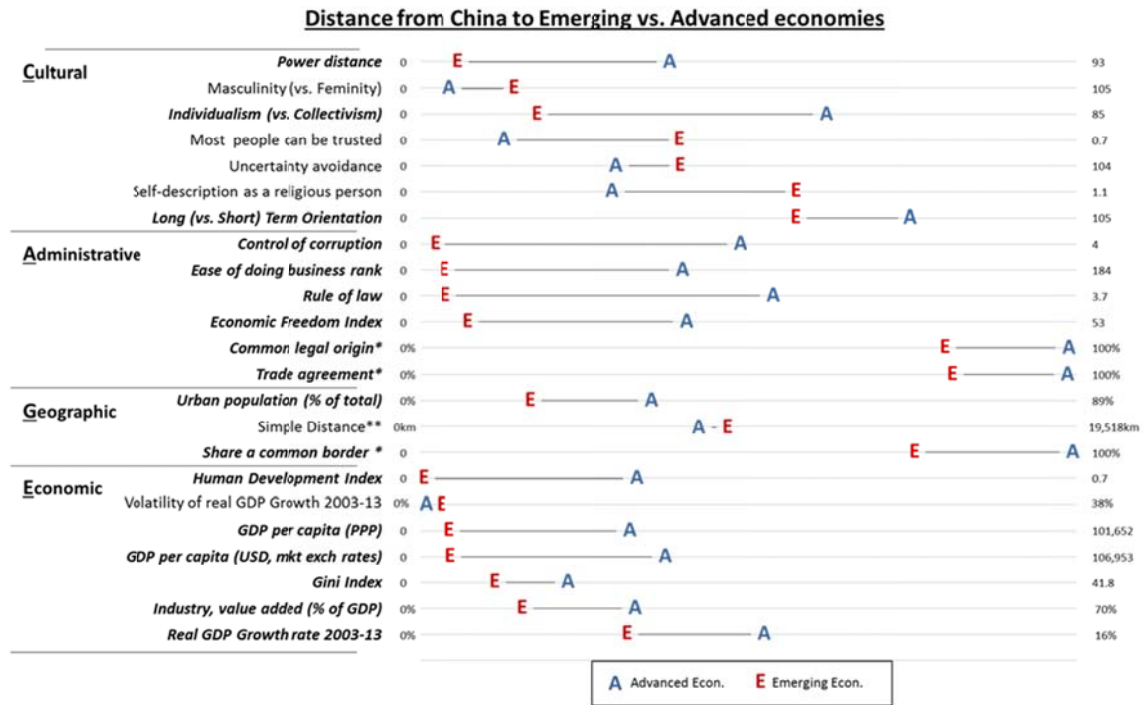 Distance from China to Emerging vs. Advanced economies
Cultural
Power distance 0 E A 93
Masculinity (vs. Feminity) 0 A E 105
Individualism (vs. Collectivism) 0 E A 85
Most people can be trusted 0 A E 0.7
Uncertainty avoidance 0 A E 104
Self-description as a religious person 0 A E 1.1
Long (vs. Short) Term Orientation 0 E A 105
Administrative
Control of corruption 0 E A 4
Ease of doing business rank 0 E A 184
Rule of law 0 E A 3.7
Economic Freedom Index 0 E A 53
Common legal origin* 0% E A 100%
Trade agreement* 0% E A 100%
Geographic
Urban population (% of total) 0% E A 89%
Simple Distance** 0km A E 19,518km
Share a common border * 0 E A 100%
Economic
Human Development Index 0 E A 0.7
Volatility of real GDP Growth 2003-13 0% A E 38%
GDP per capita (PPP) 0 E A 101,652
GDP per capita (USD, mkt exch rates) 0 E A 106,953
Gini Index 0 E A 41.8
Industry, value added (% of GDP) 0% E A 70%
Real GDP Growth rate 2003-13 0% E A 16%
A Advanced Econ. E Emerging Econ.